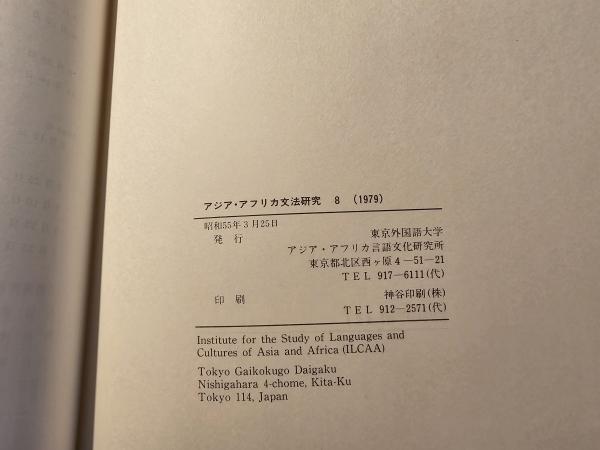 アジア・アフリカ文法研究 8 (1979)
昭和55年3月25日
発行 東京外国語大学
アジア・アフリカ言語文化研究所
東京都北区西ヶ原4-51-21
TEL 917-6111(代)
印刷 神谷印刷(株)
TEL 912-2571(代)
Institute for the Study of Languages and
Cultures of Asia and Africa (ILCAA)
Tokyo Gaikokugo Daigaku
Nishigahara 4-chome, Kita-Ku
Tokyo 114, Japan